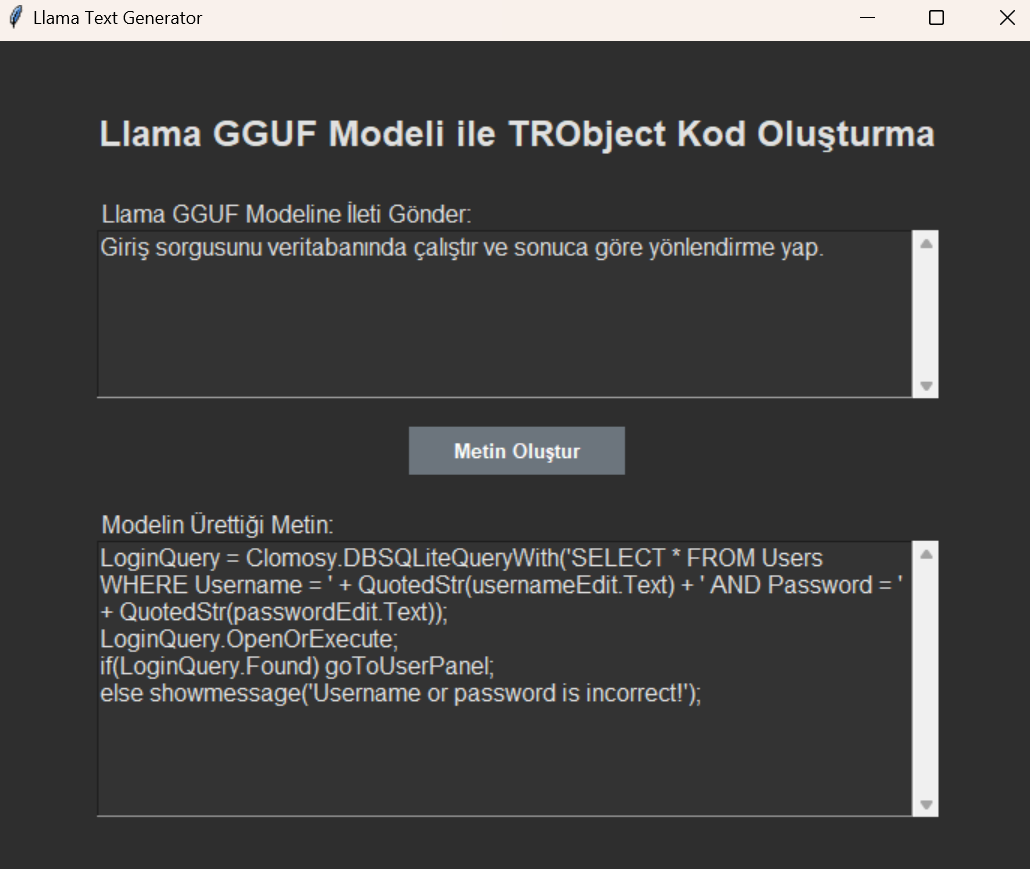 Llama Text Generator
Llama GGUF Modeli ile TRObject Kod Oluşturma
Llama GGUF Modeline İleti Gönder:
Giriş sorgusunu veritabanında çalıştır ve sonuca göre yönlendirme yap.
Metin Oluştur
Modelin Ürettiği Metin:
LoginQuery = Clomosy.DBSQLiteQueryWith('SELECT * FROM Users
WHERE Username = ' + QuotedStr(usernameEdit.Text) + ' AND Password = '
+ QuotedStr(passwordEdit.Text));
LoginQuery.OpenOrExecute;
if(LoginQuery.Found) goToUserPanel;
else showmessage('Username or password is incorrect!');